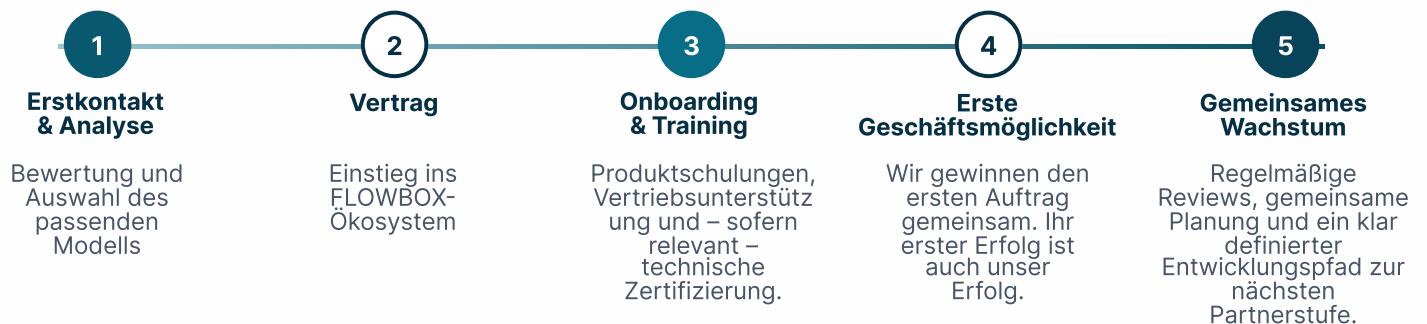 1
Erstkontakt
& Analyse
Bewertung und
Auswahl des
passenden
Modells
2
Vertrag
Einstieg ins
FLOWBOX-
Ökosystem
3
Onboarding
& Training
Produktschulungen,
Vertriebsunterstütz
ung und – sofern
relevant –
technische
Zertifizierung.
4
Erste
Geschäftsmöglichkeit
Wir gewinnen den
ersten Auftrag
gemeinsam. Ihr
erster Erfolg ist
auch unser
Erfolg.
5
Gemeinsames
Wachstum
Regelmäßige
Reviews, gemeinsame
Planung und ein klar
definierter
Entwicklungspfad zur
nächsten
Partnerstufe.